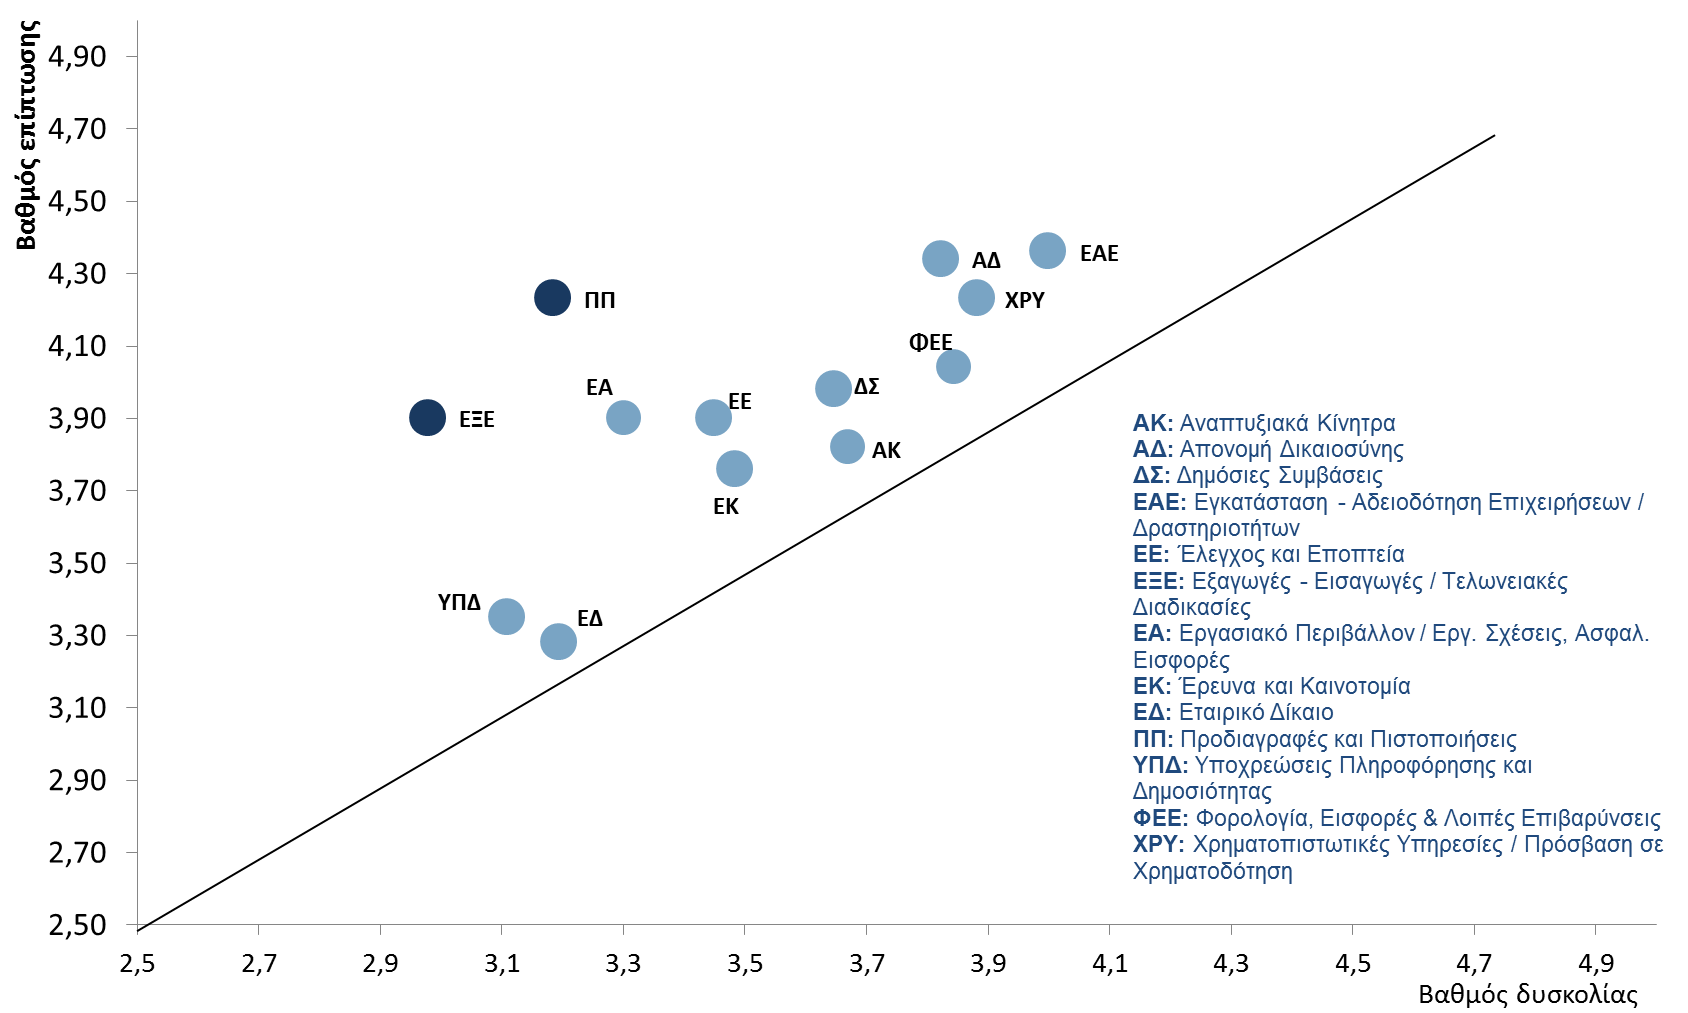 Βαθμός επίπτωσης
4,90
4,70
4,50
4,30
4,10
3,90
3,70
3,50
3,30
3,10
2,90
2,70
2,50
ΑΔ
ΕΑΕ
ΠΠ
ΧΡΥ
ΦΕΕ
ΕΑ
ΔΣ
ΕΕ
ΕΞΕ
ΑΚ
ΕΚ
ΥΠΔ
ΕΔ
ΑΚ: Αναπτυξιακά Κίνητρα
ΑΔ: Απονομή Δικαιοσύνης
ΔΣ: Δημόσιες Συμβάσεις
ΕΑΕ: Εγκατάσταση - Αδειοδότηση Επιχειρήσεων /
Δραστηριοτήτων
ΕΕ: Έλεγχος και Εποπτεία
ΕΞΕ: Εξαγωγές - Εισαγωγές / Τελωνειακές
Διαδικασίες
ΕΑ: Εργασιακό Περιβάλλον / Εργ. Σχέσεις, Ασφαλ.
Εισφορές
ΕΚ: Έρευνα και Καινοτομία
ΕΔ: Εταιρικό Δίκαιο
ΠΠ: Προδιαγραφές και Πιστοποιήσεις
ΥΠΔ: Υποχρεώσεις Πληροφόρησης και
Δημοσιότητας
ΦΕΕ: Φορολογία, Εισφορές & Λοιπές Επιβαρύνσεις
ΧΡΥ: Χρηματοπιστωτικές Υπηρεσίες / Πρόσβαση σε
Χρηματοδότηση
2,5 2,7 2,9 3,1 3,3 3,5 3,7 3,9 4,1 4,3 4,5 4,7 4,9
Βαθμός δυσκολίας